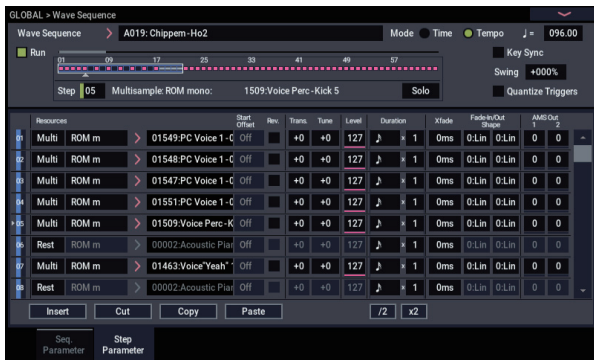 GLOBAL > Wave Sequence
Wave Sequence > A019: Chippem-Ho2 Mode Time Tempo ♩= 096.00
Run 01 09 17 25 33 41 49 57 Key Sync
Swing +000%
Step 05 Multisample: ROM mono: 1509:Voice Perc-Kick 5 Solo Quantize Triggers
Resources Start Offset Rev. Trans. Tune Level Duration Xfade Fade-In/Out Shape AMS Out 1 2
01 Multi ROM m > 01549:PC Voice 1 -C Off +0 +0 127 ♪ x 1 0ms 0:Lin 0:Lin 0 0
02 Multi ROM m > 01548:PC Voice 1 -C Off +0 +0 127 ♪ x 1 0ms 0:Lin 0:Lin 0 0
03 Multi ROM m > 01547:PC Voice 1 -C Off +0 +0 127 ♪ x 1 0ms 0:Lin 0:Lin 0 0
04 Multi ROM m > 01551:PC Voice 1 -C Off +0 +0 127 ♪ x 1 0ms 0:Lin 0:Lin 0 0
05 Multi ROM m > 01509:Voice Perc-K Off +0 +0 127 ♪ x 1 0ms 0:Lin 0:Lin 0 0
06 Rest ROM m > 00002:Acoustic Piar Off +0 +0 127 ♪ x 1 0ms 0:Lin 0:Lin 0 0
07 Multi ROM m > 01463:Voice"Yeah" Off +0 +0 127 ♪ x 1 0ms 0:Lin 0:Lin 0 0
08 Rest ROM m > 00002:Acoustic Piar Off +0 +0 127 ♪ x 1 0ms 0:Lin 0:Lin 0 0
Insert Cut Copy Paste /2 x2
Seq. Parameter Step Parameter